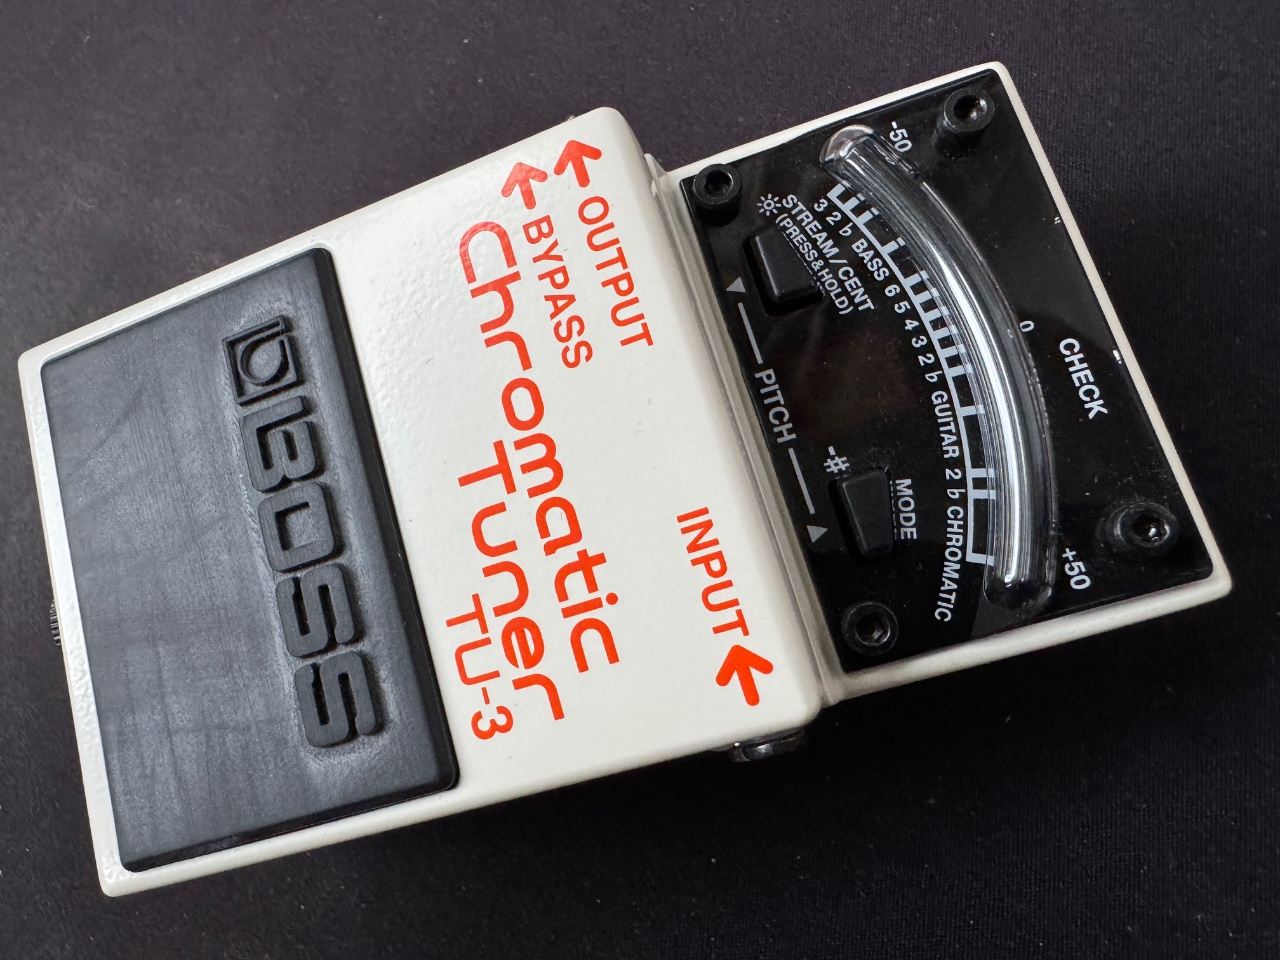 CHECK
-50
0
+50
3 2 ♭ BASS 6 5 4 3 2 ♭ GUITAR 2 ♭ CHROMATIC
STREAM/CENT
(PRESS&HOLD)
MODE
-#
▼ PITCH ▲
INPUT
OUTPUT
BYPASS
Chromatic
Tuner
TU-3
BOSS